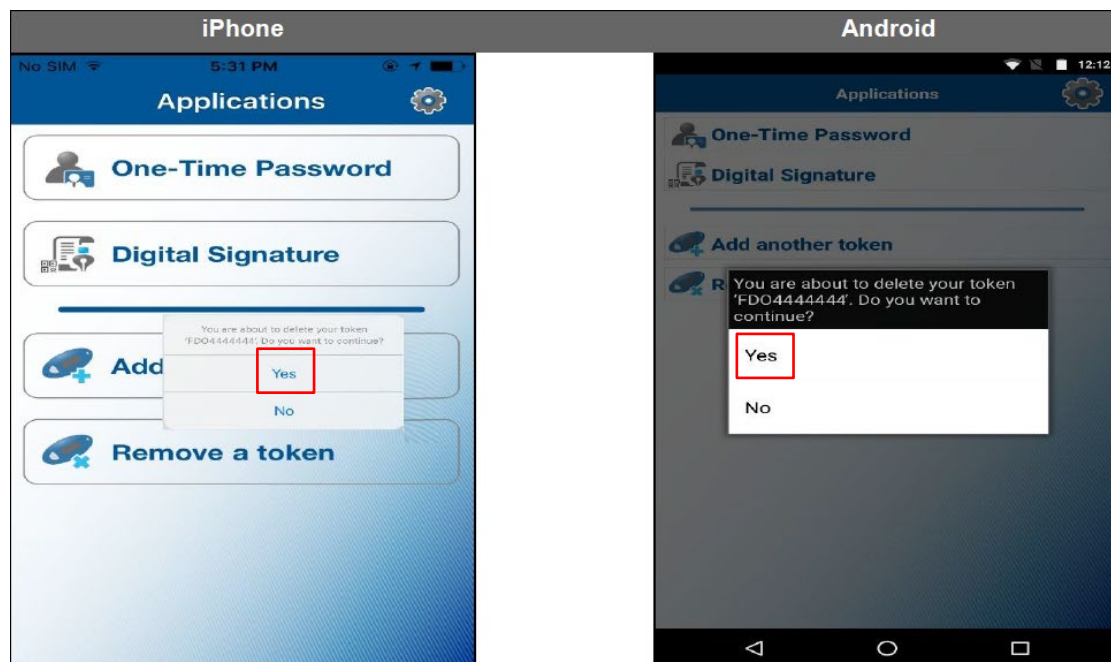 iPhone
Android
No SIM 5:31 PM
Applications
One-Time Password
Digital Signature
You are about to delete your token
'FDO4444444'. Do you want to continue?
Add
Yes
No
Remove a token
12:12
Applications
One-Time Password
Digital Signature
Add another token
R
You are about to delete your token
'FDO4444444'. Do you want to
continue?
Yes
No